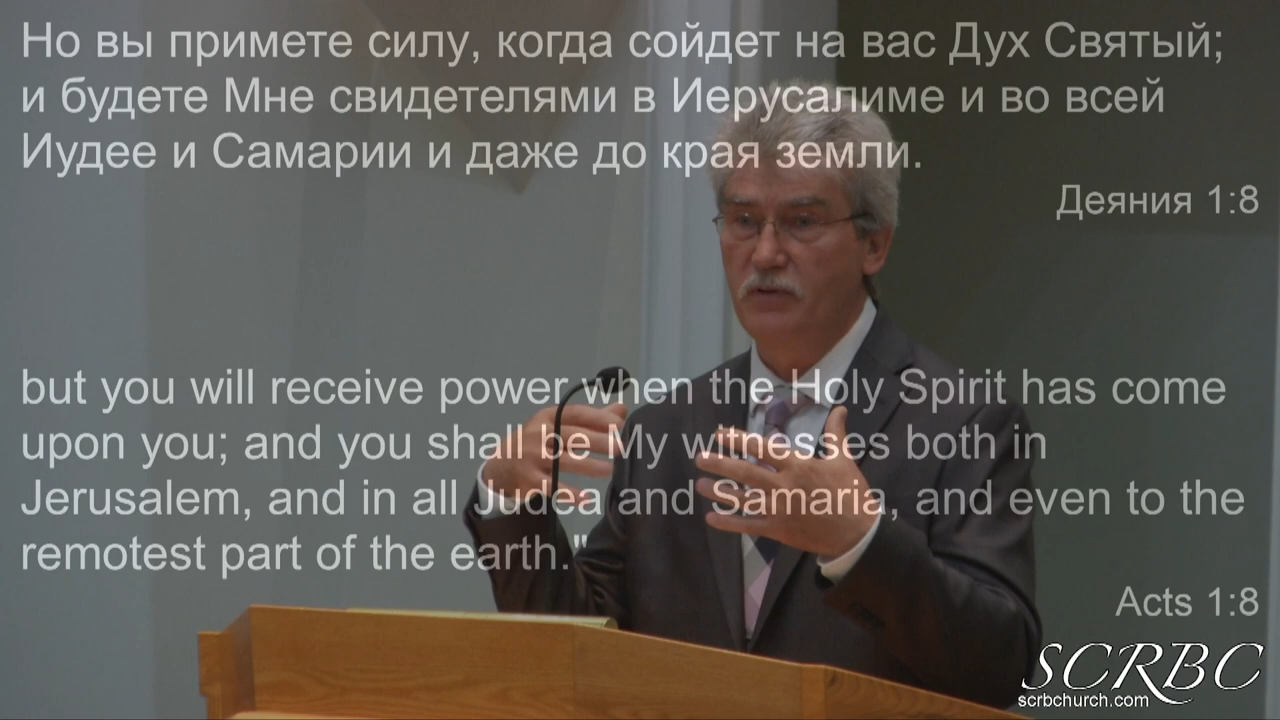 Но вы примете силу, когда сойдет на вас Дух Святый;
и будете Мне свидетелями в Иерусалиме и во всей
Иудее и Самарии и даже до края земли.
Деяния 1:8
but you will receive power when the Holy Spirit has come
upon you; and you shall be My witnesses both in
Jerusalem, and in all Judea and Samaria, and even to the
remotest part of the earth."
Acts 1:8
SCRBC
scrbchurch.com